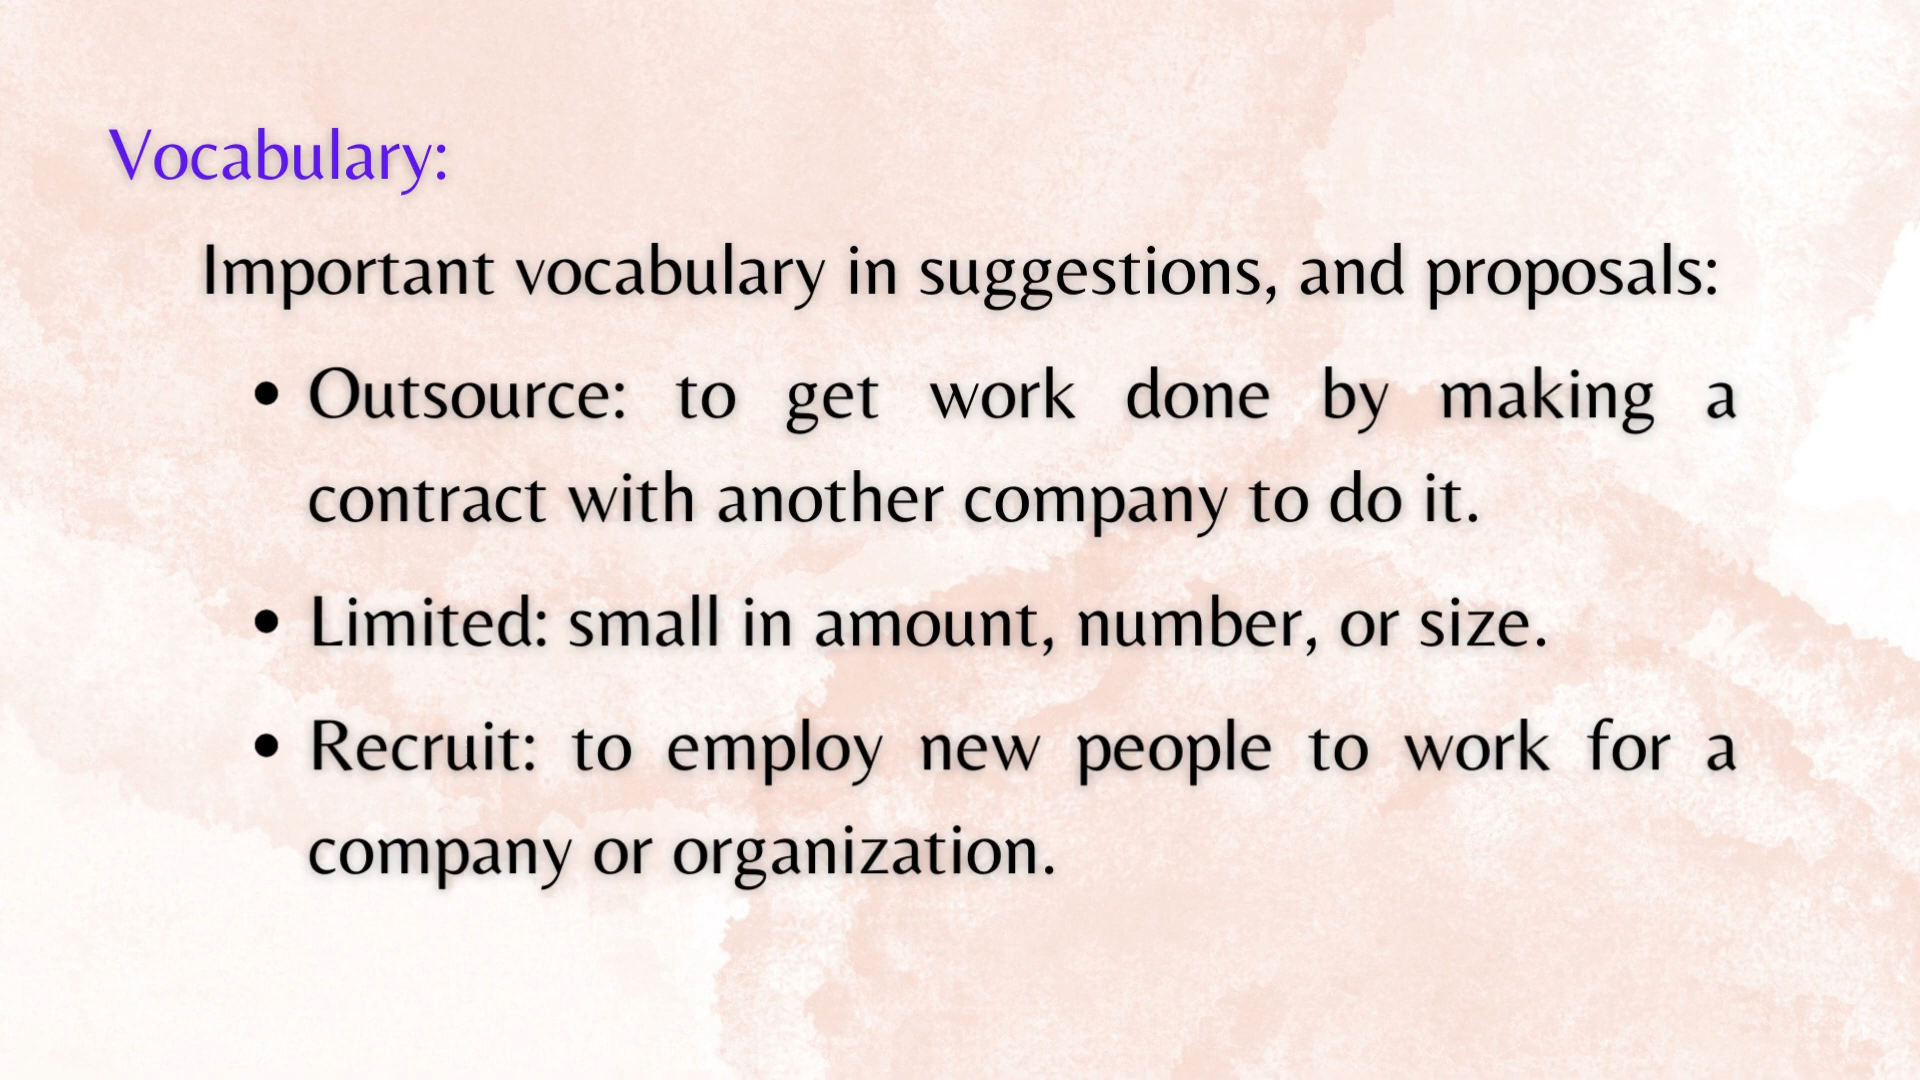 Vocabulary:
Important vocabulary in suggestions, and proposals:
• Outsource: to get work done by making a
contract with another company to do it.
• Limited: small in amount, number, or size.
• Recruit: to employ new people to work for a
company or organization.